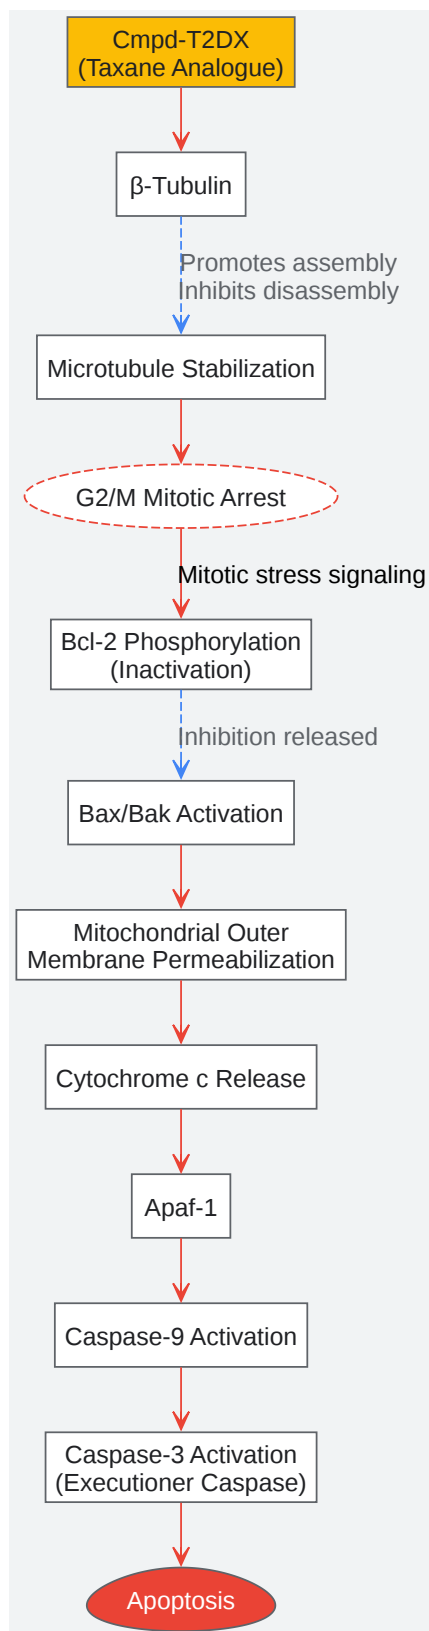 Cmpd-T2DX
(Taxane Analogue)
β-Tubulin
Promotes assembly
Inhibits disassembly
Microtubule Stabilization
G2/M Mitotic Arrest
Mitotic stress signaling
Bcl-2 Phosphorylation
(Inactivation)
Inhibition released
Bax/Bak Activation
Mitochondrial Outer
Membrane Permeabilization
Cytochrome c Release
Apaf-1
Caspase-9 Activation
Caspase-3 Activation
(Executioner Caspase)
Apoptosis